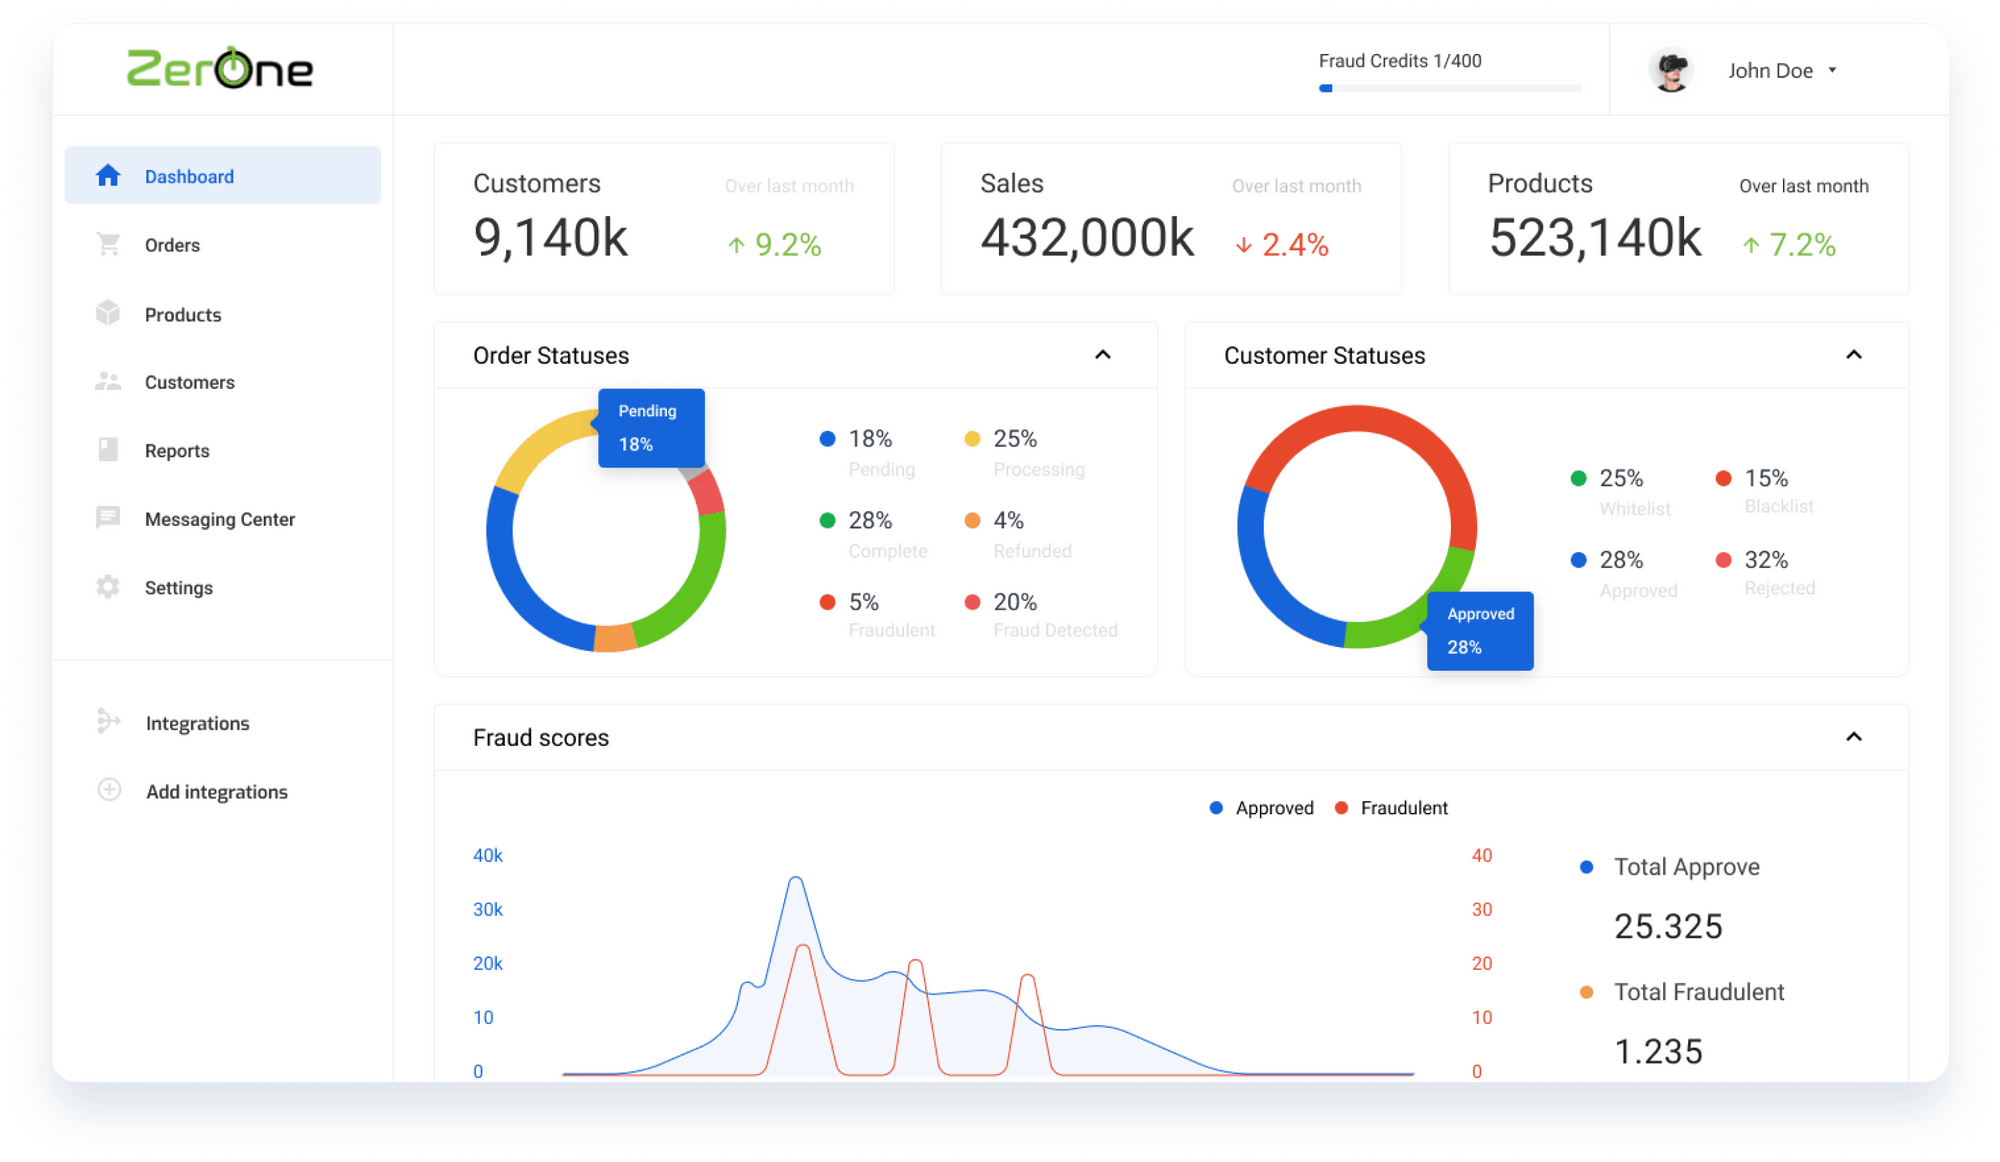 ZerOne
Fraud Credits 1/400
John Doe
Dashboard
Orders
Products
Customers
Reports
Messaging Center
Settings
Integrations
Add integrations
Customers
Over last month
9,140k
9.2%
Sales
Over last month
432,000k
2.4%
Products
Over last month
523,140k
7.2%
Order Statuses
Pending
18%
18%
Pending
25%
Processing
28%
Complete
4%
Refunded
5%
Fraudulent
20%
Fraud Detected
Customer Statuses
25%
Whitelist
15%
Blacklist
28%
Approved
32%
Rejected
Approved
28%
Fraud scores
Approved
Fraudulent
40k
30k
20k
10
0
40
30
20
10
0
Total Approve
25.325
Total Fraudulent
1.235